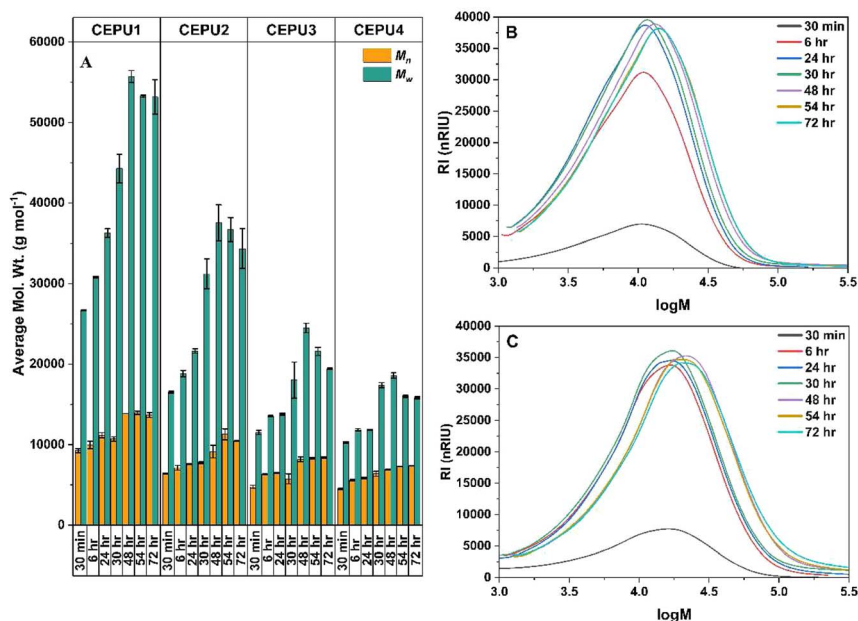 CEPU1 CEPU2 CEPU3 CEPU4
A
Mn
Mw
Average Mol. Wt. (g mol-1)
60000
50000
40000
30000
20000
10000
0
30 min 6 hr 24 hr 30 hr 48 hr 54 hr 72 hr 30 min 6 hr 24 hr 30 hr 48 hr 54 hr 72 hr 30 min 6 hr 24 hr 30 hr 48 hr 54 hr 72 hr 30 min 6 hr 24 hr 30 hr 48 hr 54 hr 72 hr
B
30 min
6 hr
24 hr
30 hr
48 hr
54 hr
72 hr
RI (nRIU)
40000
35000
30000
25000
20000
15000
10000
5000
0
3.0 3.5 4.0 4.5 5.0 5.5
logM
C
30 min
6 hr
24 hr
30 hr
48 hr
54 hr
72 hr
RI (nRIU)
40000
35000
30000
25000
20000
15000
10000
5000
0
3.0 3.5 4.0 4.5 5.0 5.5
logM